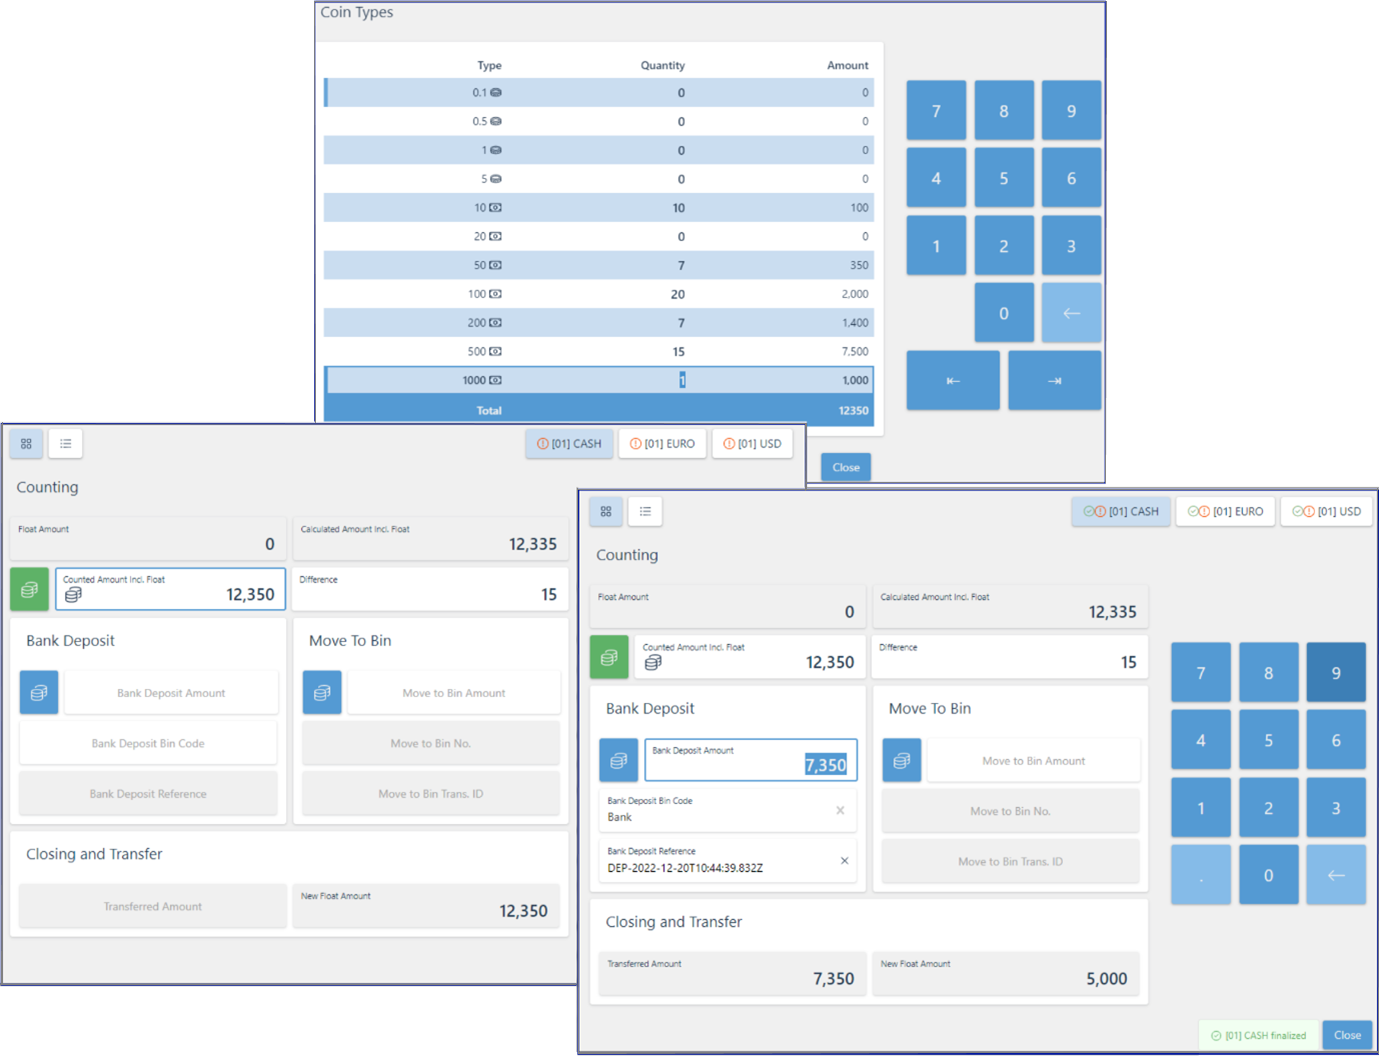 Coin Types
Type Quantity Amount
0.1 0 0
0.5 0 0
1 0 0
5 0 0
10 10 100
20 0 0
50 7 350
100 20 2,000
200 7 1,400
500 15 7,500
1000 1 1,000
Total 12350
7 8 9
4 5 6
1 2 3
0 ←
⇤ ⇥
Close
[01] CASH [01] EURO [01] USD
Counting
Float Amount
0
Calculated Amount Incl. Float
12,335
Counted Amount Incl. Float
12,350
Difference
15
Bank Deposit
Bank Deposit Amount
Bank Deposit Bin Code
Bank Deposit Reference
Move To Bin
Move to Bin Amount
Move to Bin No.
Move to Bin Trans. ID
Closing and Transfer
Transferred Amount
New Float Amount
12,350
[01] CASH [01] EURO [01] USD
Counting
Float Amount
0
Calculated Amount Incl. Float
12,335
Counted Amount Incl. Float
12,350
Difference
15
Bank Deposit
Bank Deposit Amount
7,350
Bank Deposit Bin Code
Bank
Bank Deposit Reference
DEP-2022-12-20T10:44:39.832Z
Move To Bin
Move to Bin Amount
Move to Bin No.
Move to Bin Trans. ID
Closing and Transfer
Transferred Amount
7,350
New Float Amount
5,000
7 8 9
4 5 6
1 2 3
. 0 ←
[01] CASH finalized
Close